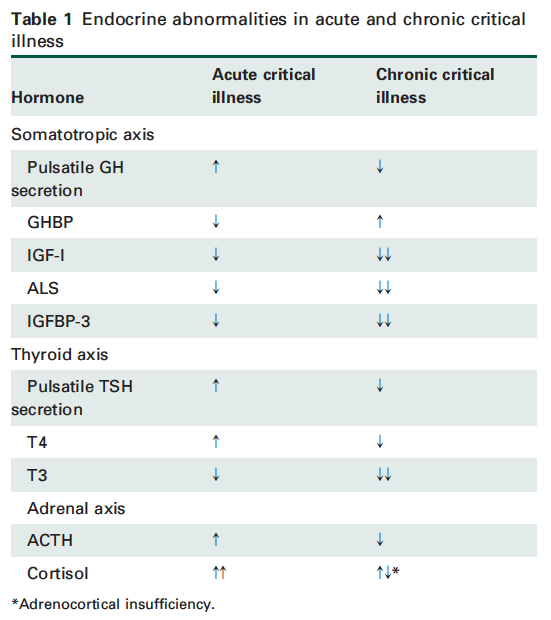 Table 1 Endocrine abnormalities in acute and chronic critical
illness
Hormone Acute critical illness Chronic critical illness
Somatotropic axis
Pulsatile GH secretion ↑ ↓
GHBP ↓ ↑
IGF-I ↓ ↓↓
ALS ↓ ↓↓
IGFBP-3 ↓ ↓↓
Thyroid axis
Pulsatile TSH secretion ↑ ↓
T4 ↑ ↓
T3 ↓ ↓↓
Adrenal axis
ACTH ↑ ↓
Cortisol ↑↑ ↑↓*
*Adrenocortical insufficiency.